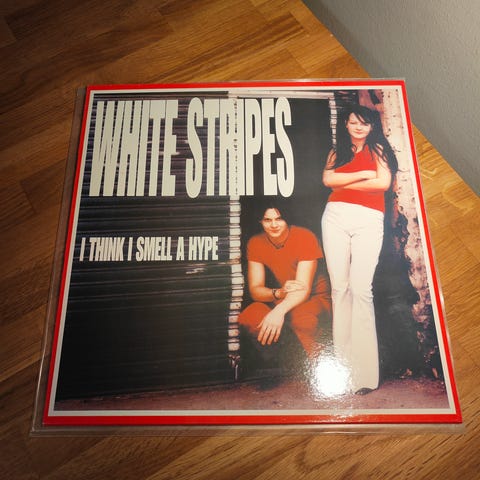 WHITE STRIPES
I THINK I SMELL A HYPE